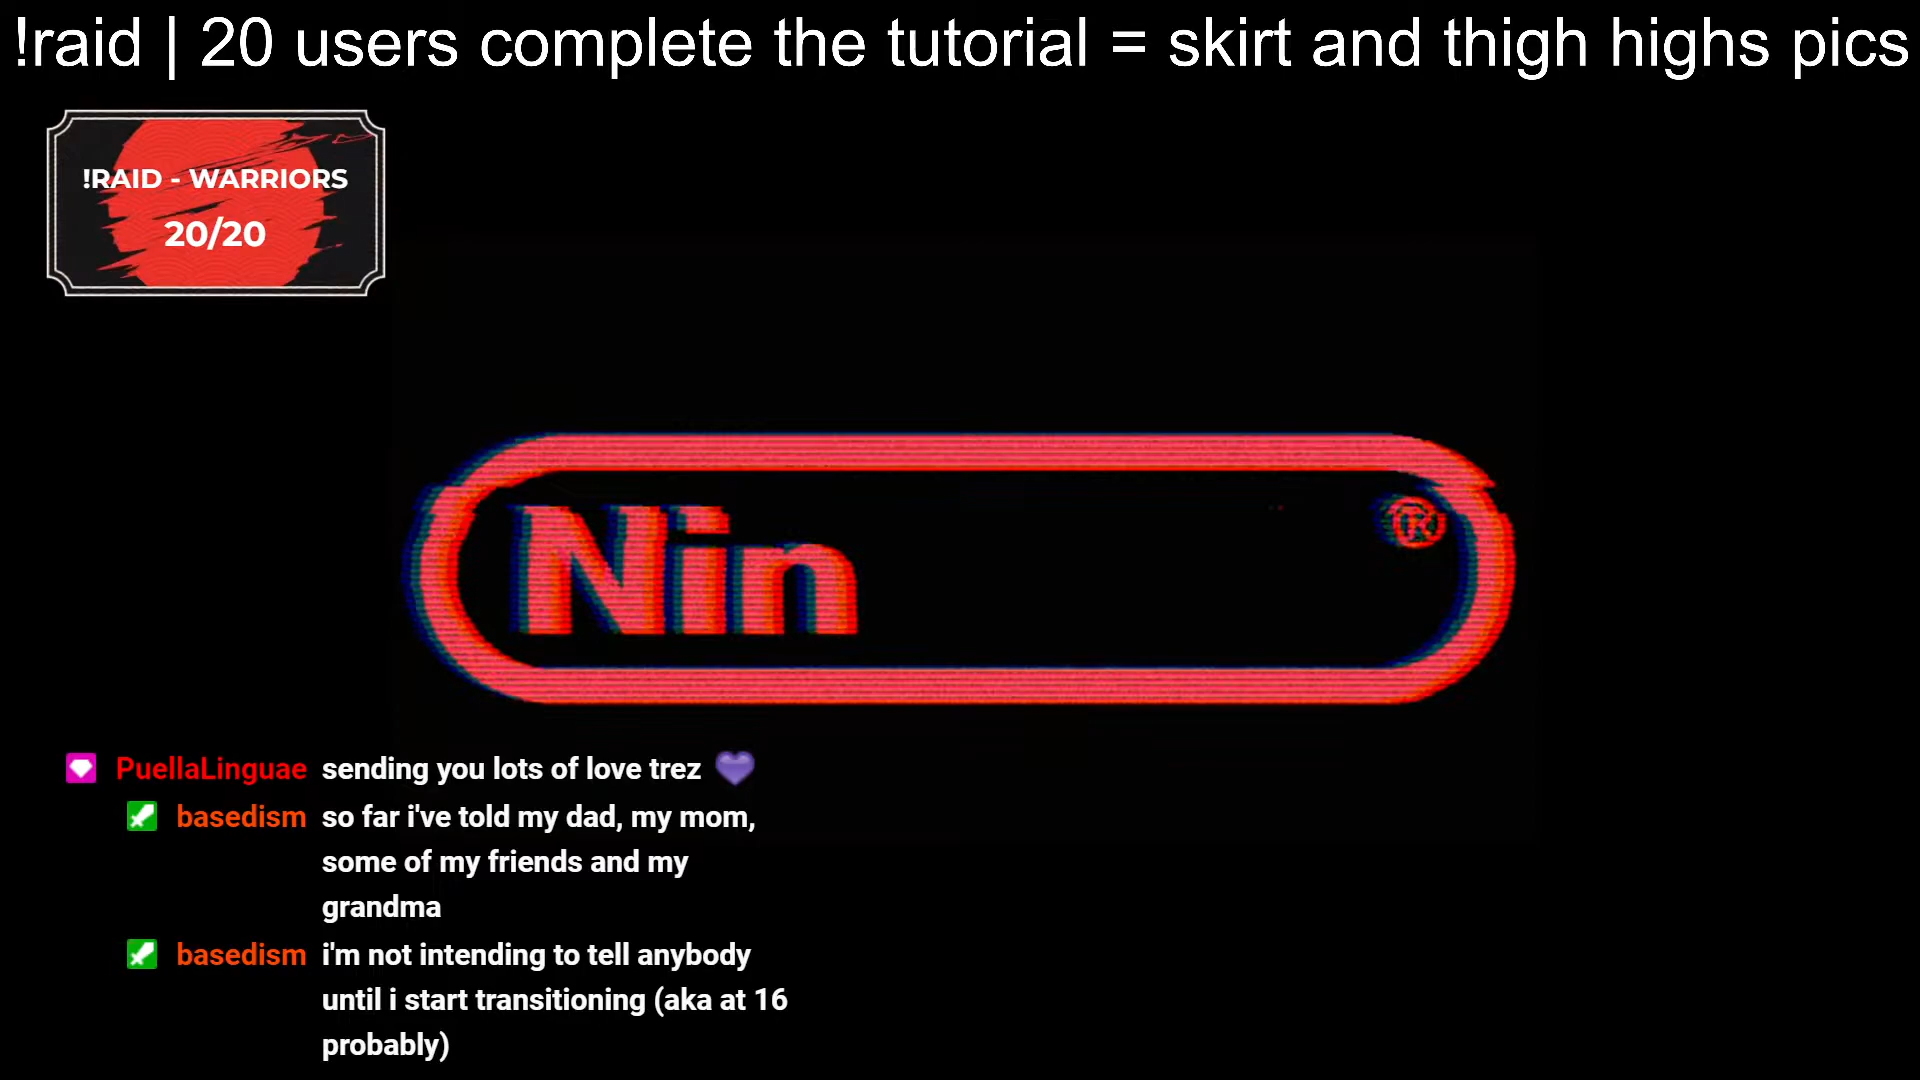 !raid | 20 users complete the tutorial = skirt and thigh highs pics
!RAID - WARRIORS
20/20
Nin
®
PuellaLinguae sending you lots of love trez 💜
basedism so far i've told my dad, my mom,
some of my friends and my
grandma
basedism i'm not intending to tell anybody
until i start transitioning (aka at 16
probably)